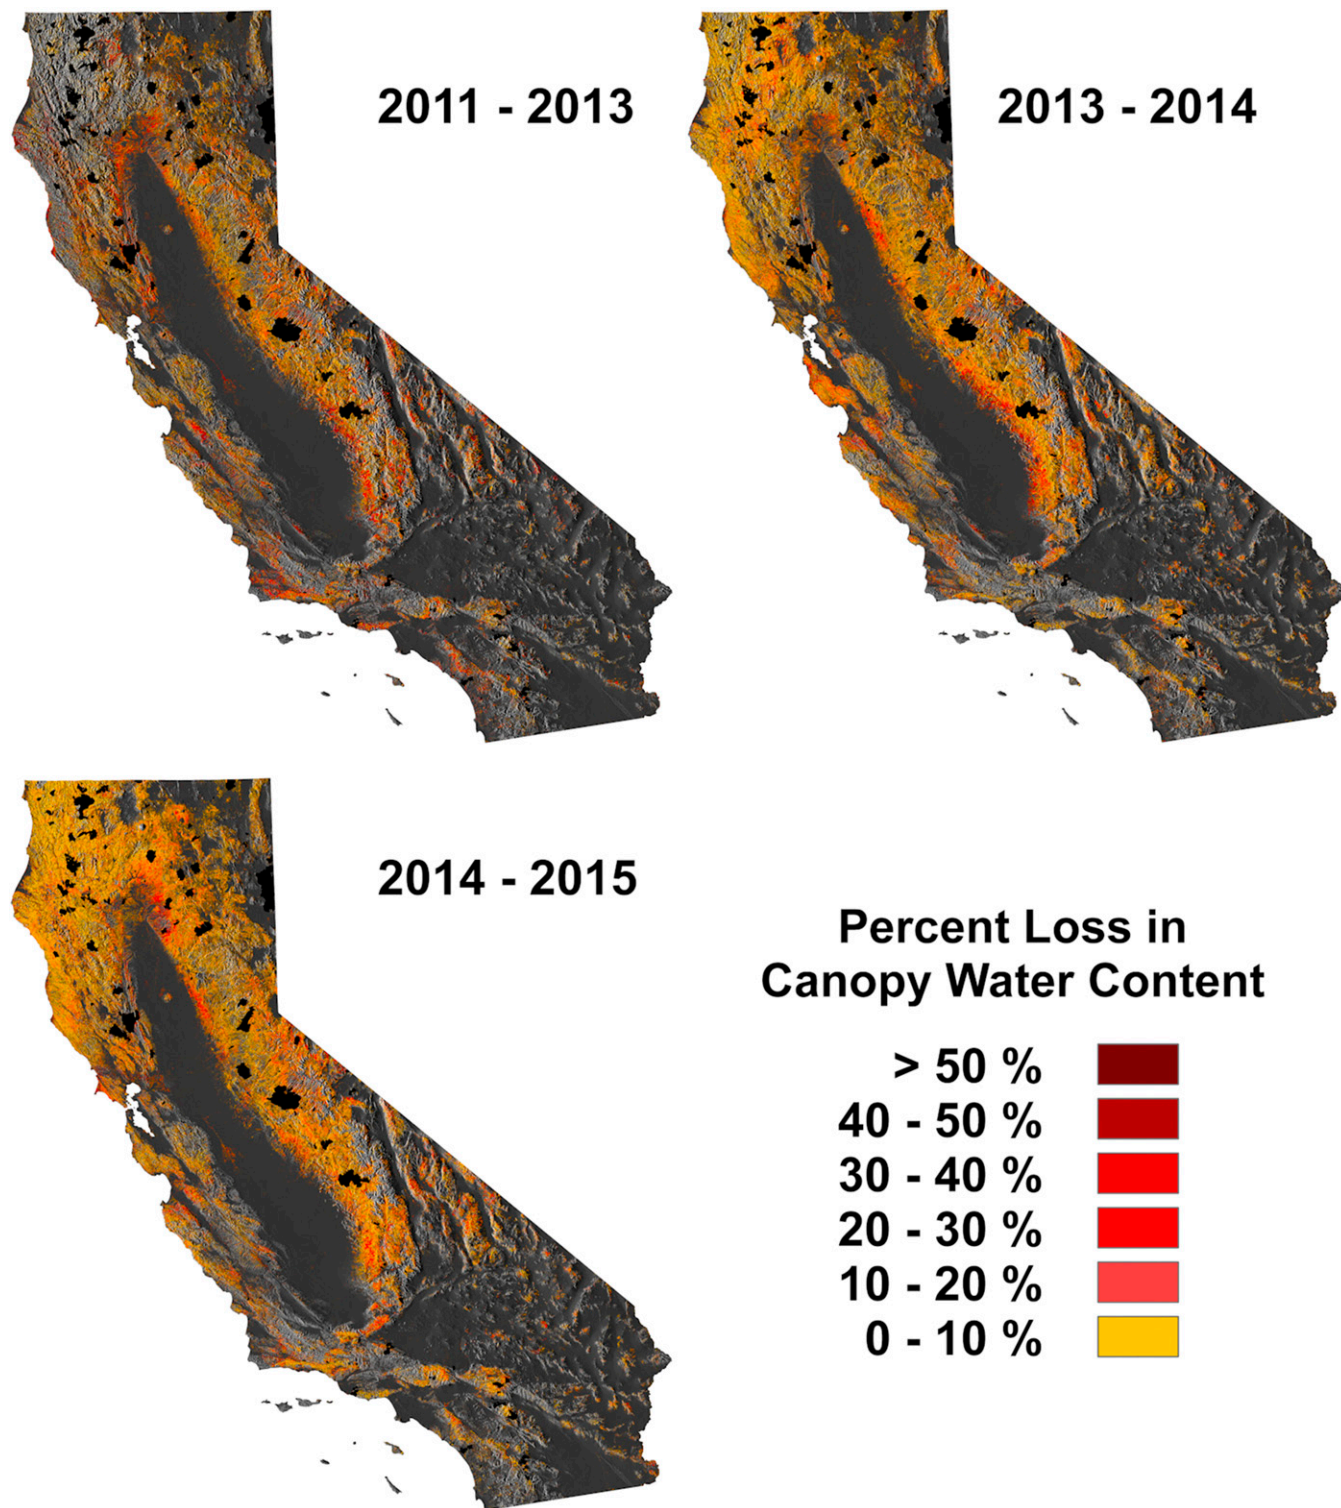 2011 - 2013
2013 - 2014
2014 - 2015
Percent Loss in
Canopy Water Content
> 50 %
40 - 50 %
30 - 40 %
20 - 30 %
10 - 20 %
0 - 10 %